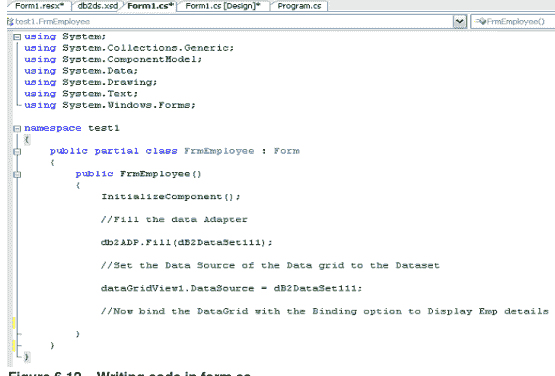 Form1.resx* db2ds.xsd Form1.cs* Form1.cs [Design]* Program.cs
test1.FrmEmployee FrmEmployee()
using System;
using System.Collections.Generic;
using System.ComponentModel;
using System.Data;
using System.Drawing;
using System.Text;
using System.Windows.Forms;
namespace test1
{
public partial class FrmEmployee : Form
{
public FrmEmployee()
{
InitializeComponent();
//Fill the data Adapter
db2ADP.Fill(dB2DataSet111);
//Set the Data Source of the Data grid to the Dataset
dataGridView1.DataSource = dB2DataSet111;
//Now bind the DataGrid with the Binding option to Display Emp details
}
}
}
Figure 6-12 Writing code in form.cs